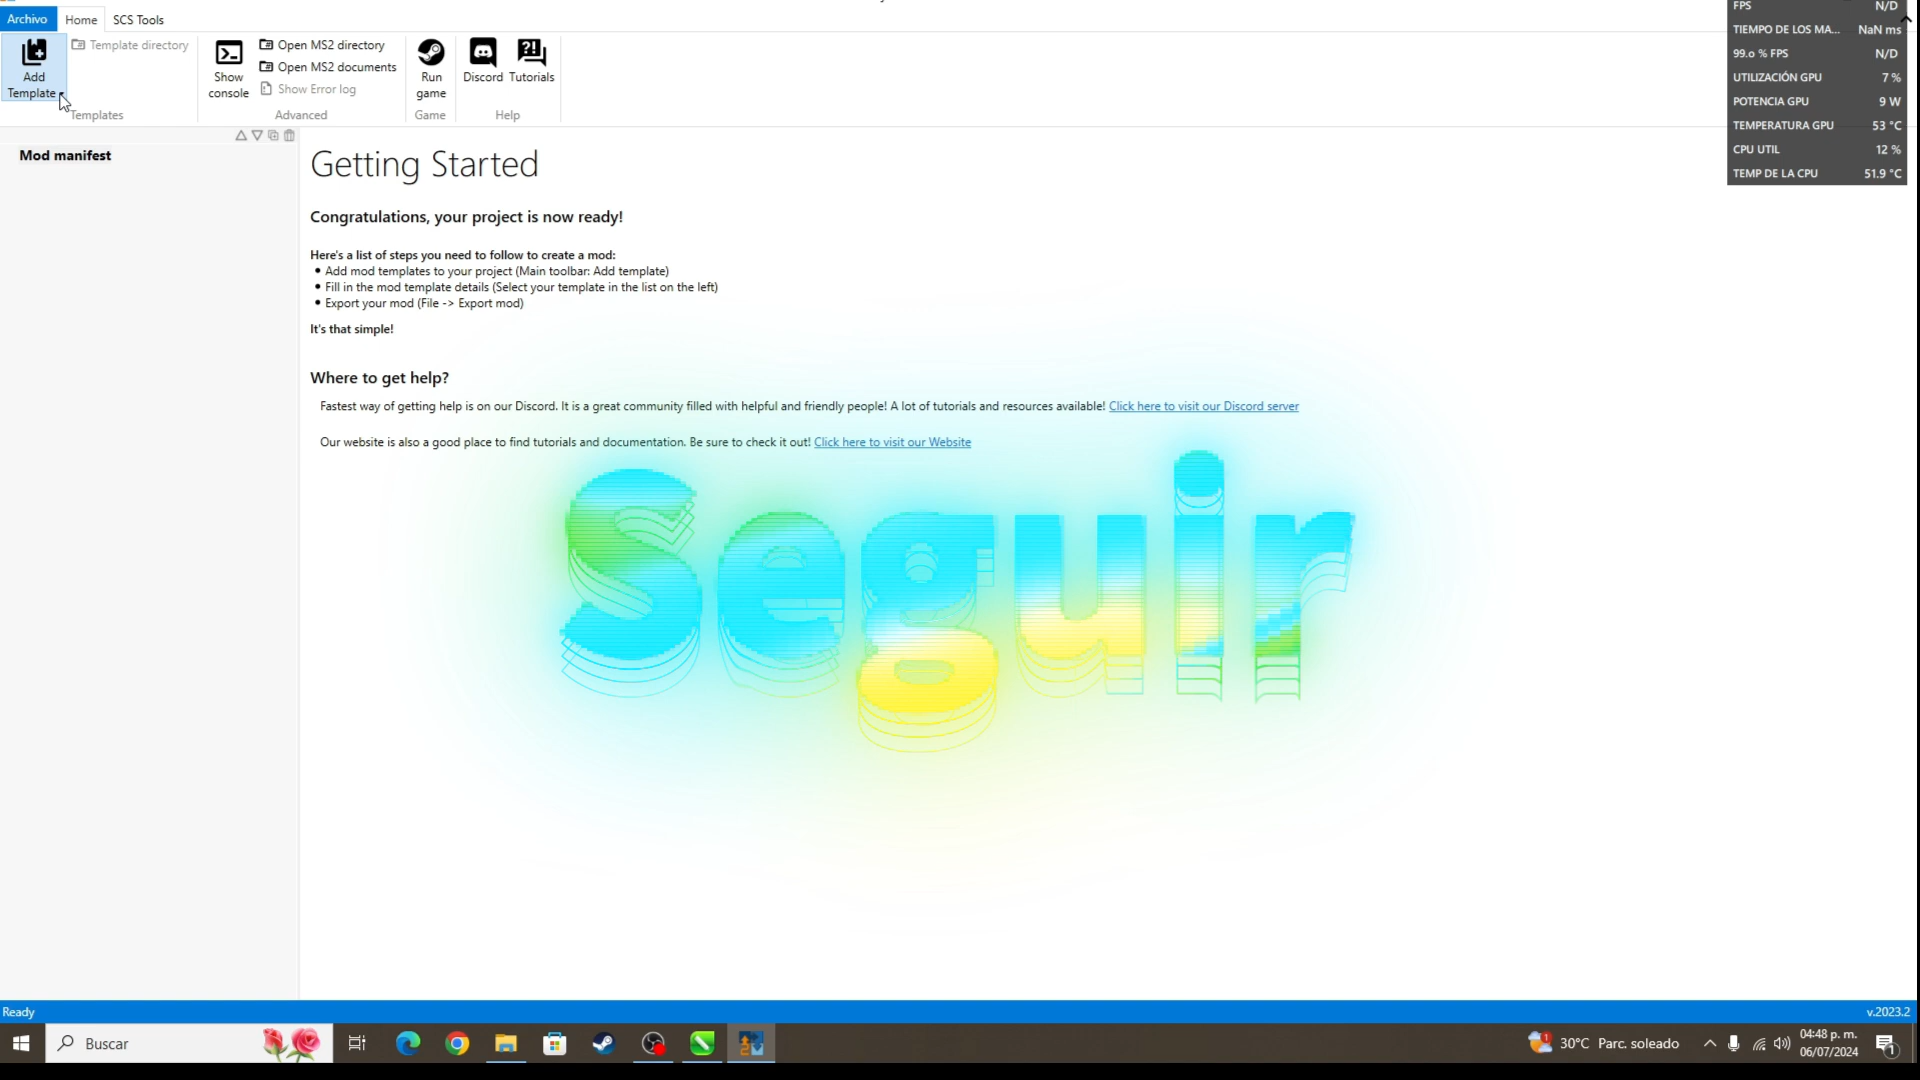 Archivo Home SCS Tools
Add Template
Template directory
Templates
Show console
Open MS2 directory
Open MS2 documents
Show Error log
Advanced
Run game
Game
Discord Tutorials
Help
FPS N/D
TIEMPO DE LOS MA... NaN ms
99.o % FPS N/D
UTILIZACIÓN GPU 7 %
POTENCIA GPU 9 W
TEMPERATURA GPU 53 °C
CPU UTIL 12 %
TEMP DE LA CPU 51.9 °C
Mod manifest
Getting Started
Congratulations, your project is now ready!
Here's a list of steps you need to follow to create a mod:
• Add mod templates to your project (Main toolbar: Add template)
• Fill in the mod template details (Select your template in the list on the left)
• Export your mod (File -> Export mod)
It's that simple!
Where to get help?
Fastest way of getting help is on our Discord. It is a great community filled with helpful and friendly people! A lot of tutorials and resources available! Click here to visit our Discord server
Our website is also a good place to find tutorials and documentation. Be sure to check it out! Click here to visit our Website
Seguir
Ready v.2023.2
Buscar
30°C Parc. soleado
04:48 p. m.
06/07/2024
1